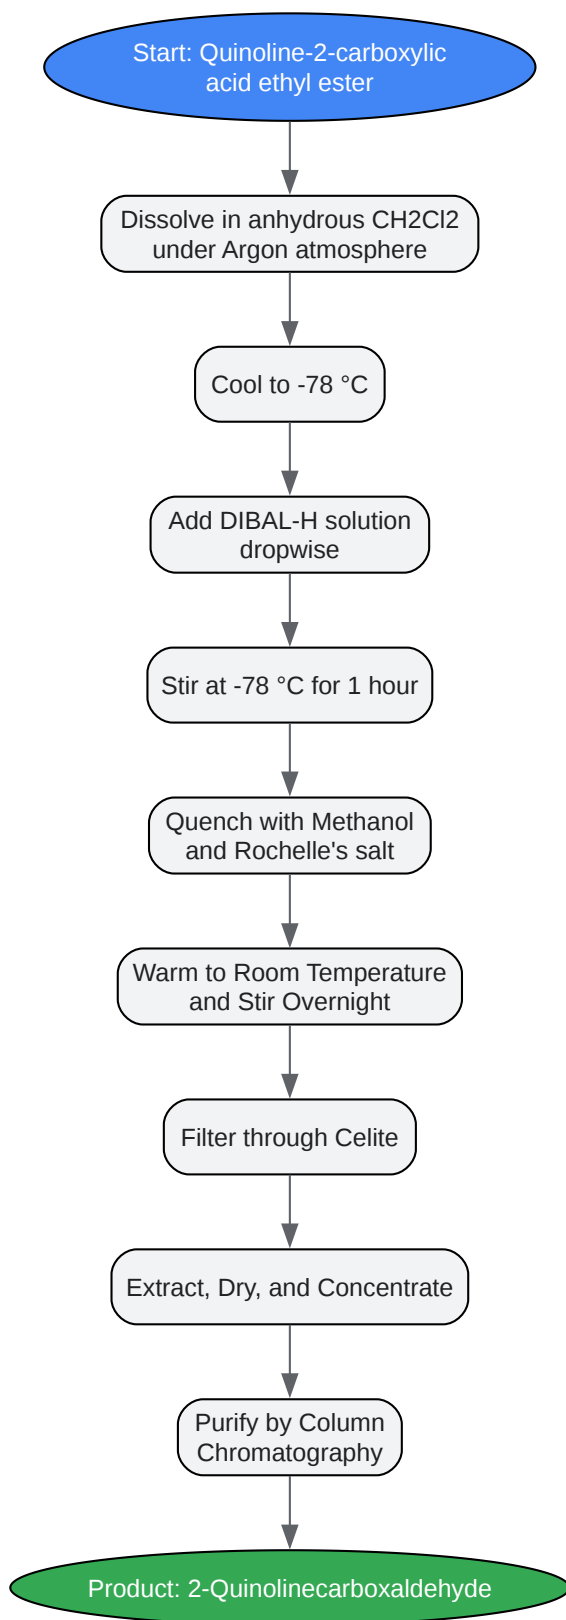 Start: Quinoline-2-carboxylic
acid ethyl ester
Dissolve in anhydrous CH2Cl2
under Argon atmosphere
Cool to -78 °C
Add DIBAL-H solution
dropwise
Stir at -78 °C for 1 hour
Quench with Methanol
and Rochelle's salt
Warm to Room Temperature
and Stir Overnight
Filter through Celite
Extract, Dry, and Concentrate
Purify by Column
Chromatography
Product: 2-Quinolinecarboxaldehyde